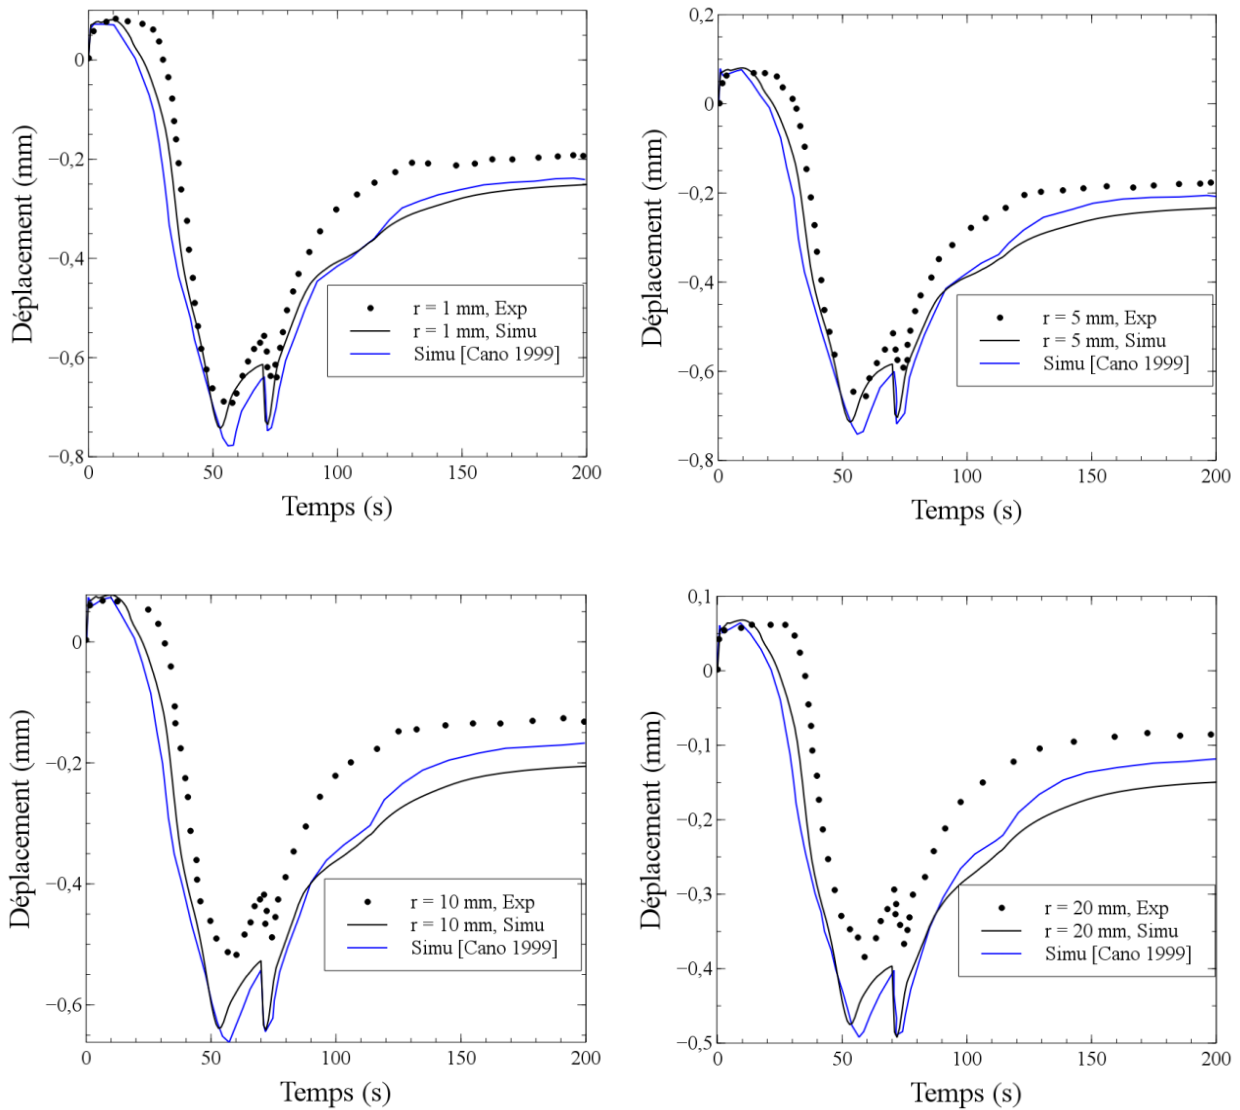 0
−0,2
−0,4
−0,6
−0,8
Déplacement (mm)
r = 1 mm, Exp
r = 1 mm, Simu
Simu [Cano 1999]
0 50 100 150 200
Temps (s)
0,2
0
−0,2
−0,4
−0,6
−0,8
Déplacement (mm)
r = 5 mm, Exp
r = 5 mm, Simu
Simu [Cano 1999]
0 50 100 150 200
Temps (s)
0
−0,2
−0,4
−0,6
Déplacement (mm)
r = 10 mm, Exp
r = 10 mm, Simu
Simu [Cano 1999]
0 50 100 150 200
Temps (s)
0,1
0
−0,1
−0,2
−0,3
−0,4
−0,5
Déplacement (mm)
r = 20 mm, Exp
r = 20 mm, Simu
Simu [Cano 1999]
0 50 100 150 200
Temps (s)